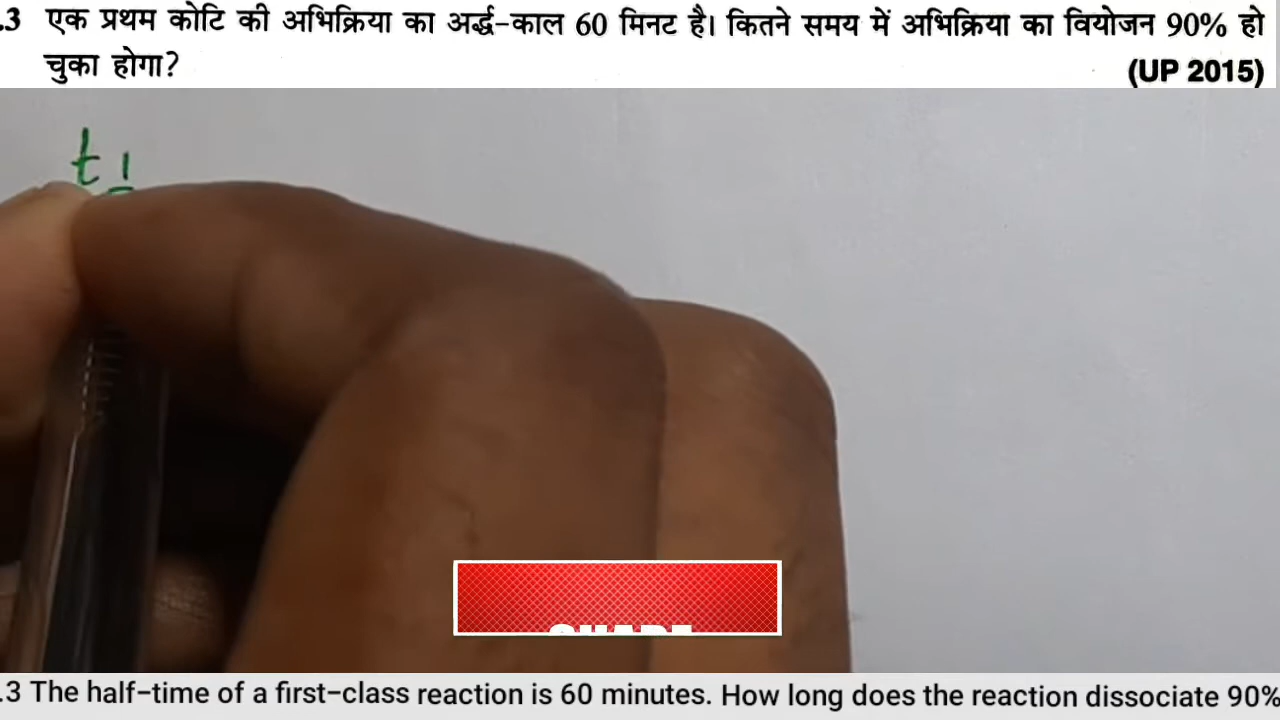 .3 एक प्रथम कोटि की अभिक्रिया का अर्द्ध-काल 60 मिनट है। कितने समय में अभिक्रिया का वियोजन 90% हो
चुका होगा?
(UP 2015)
t 1
.3 The half-time of a first-class reaction is 60 minutes. How long does the reaction dissociate 90%